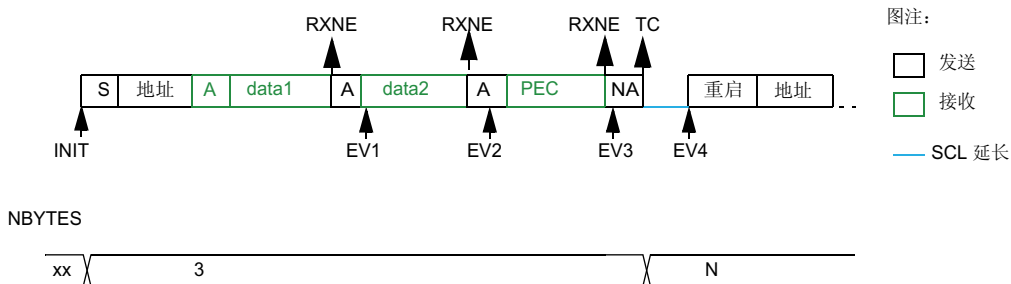 RXNE RXNE RXNE TC
图注:
S 地址 A data1 A data2 A PEC NA 重启 地址
发送
接收
INIT EV1 EV2 EV3 EV4
SCL 延长
NBYTES
xx 3 N